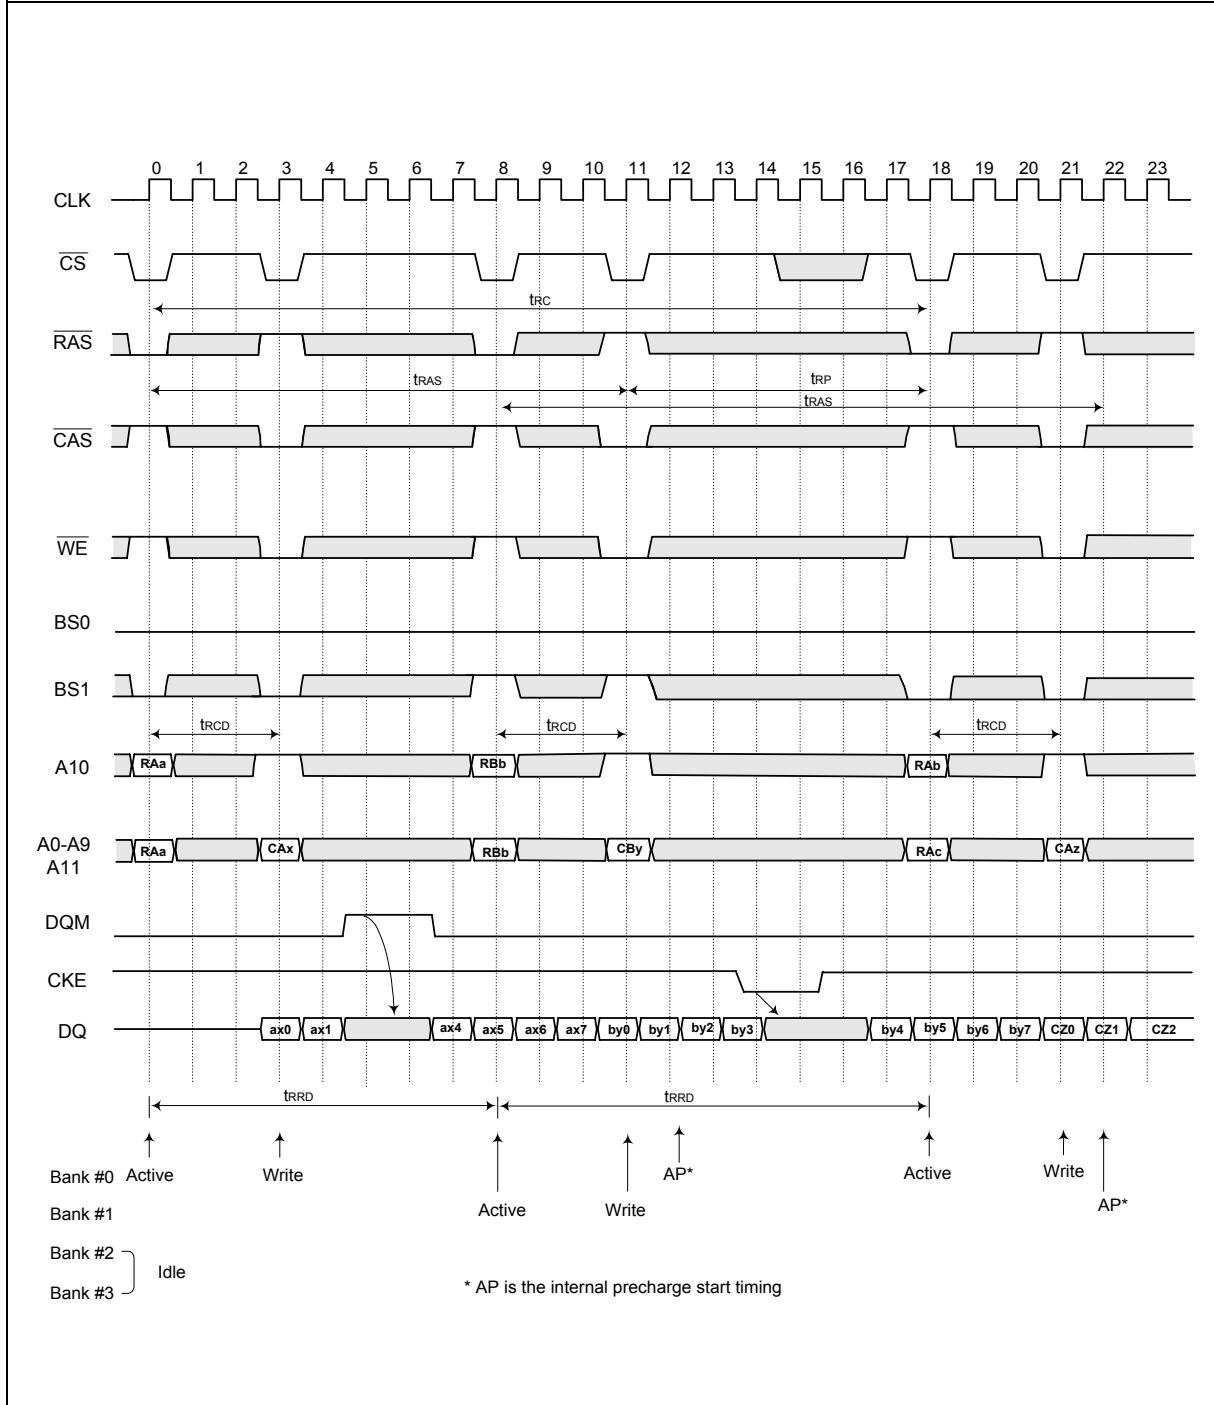 0 1 2 3 4 5 6 7 8 9 10 11 12 13 14 15 16 17 18 19 20 21 22 23
CLK
CS
tRC
RAS
tRAS tRP
tRAS
CAS
WE
BS0
BS1
tRCD tRCD tRCD
A10 RAa RBb RAb
A0-A9
A11
RAa CAx RBb CBy RAc CAz
DQM
CKE
DQ ax0 ax1 ax4 ax5 ax6 ax7 by0 by1 by2 by3 by4 by5 by6 by7 CZ0 CZ1 CZ2
tRRD tRRD
Bank #0 Active Write AP* Active Write
Bank #1 Active Write AP*
Bank #2
Idle
Bank #3
* AP is the internal precharge start timing